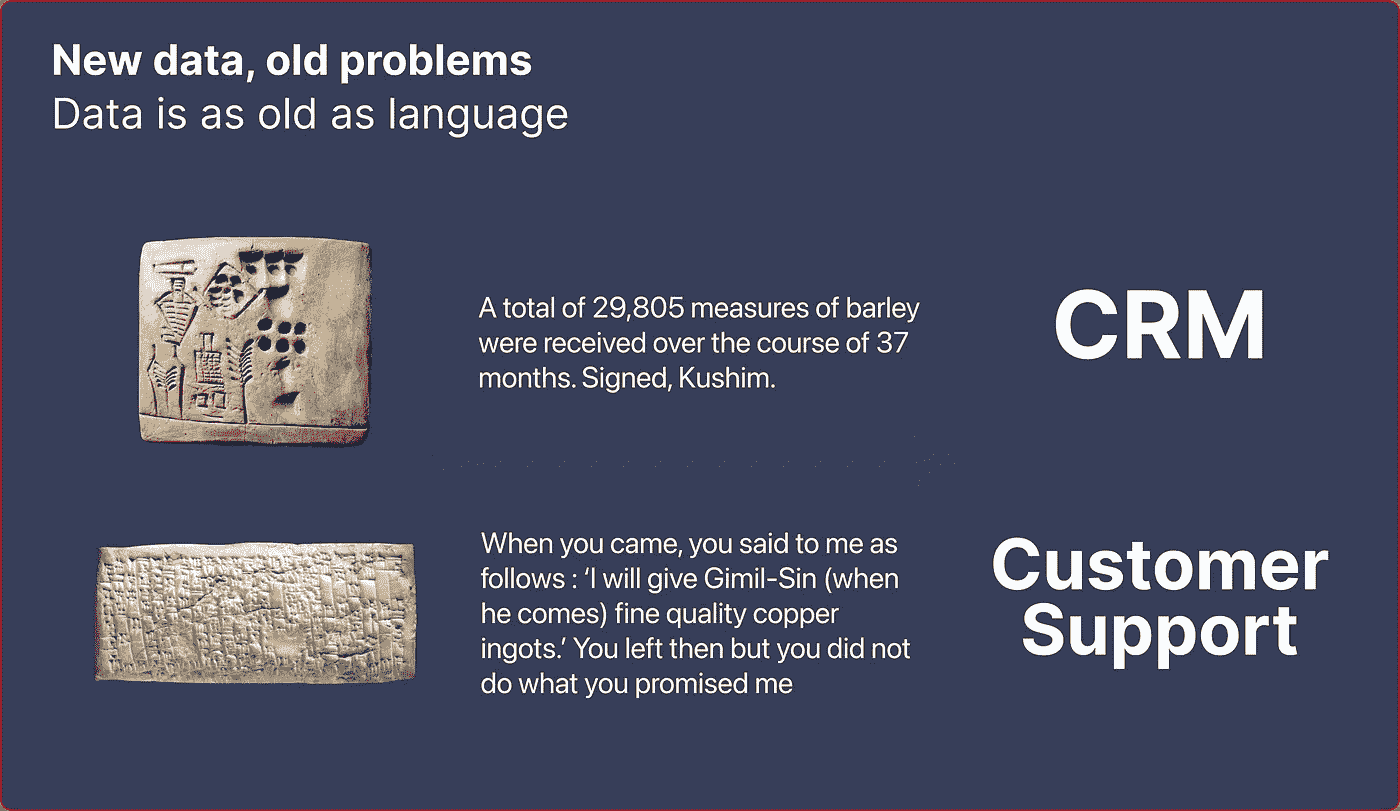 New data, old problems
Data is as old as language
A total of 29,805 measures of barley
were received over the course of 37
months. Signed, Kushim.
CRM
When you came, you said to me as
follows : ‘I will give Gimil-Sin (when
he comes) fine quality copper
ingots.’ You left then but you did not
do what you promised me
Customer
Support